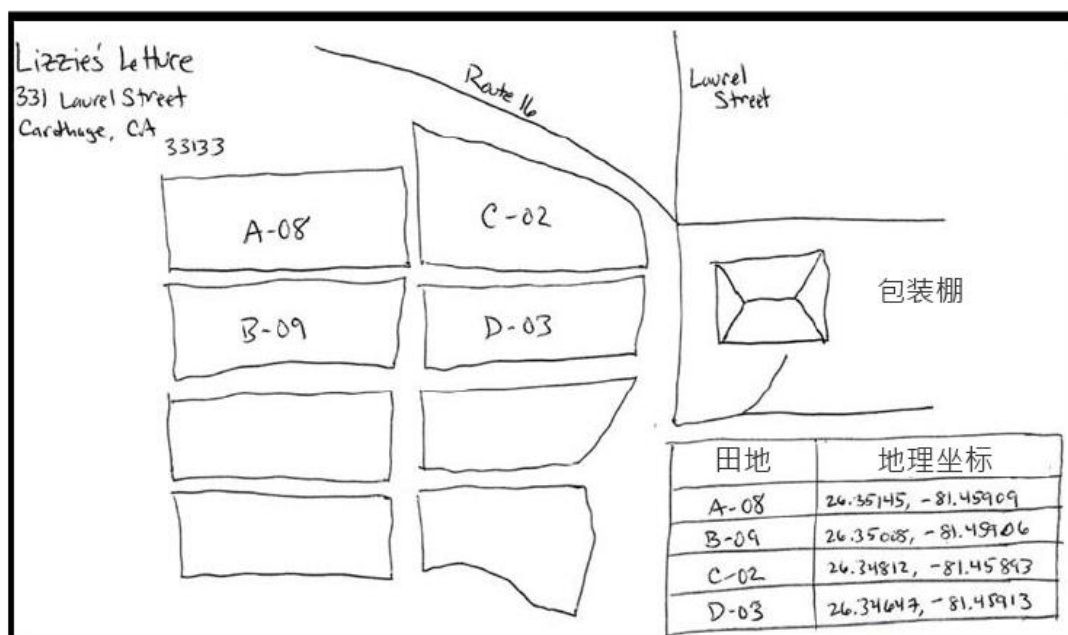 Lizzie's Lettuce
331 Laurel Street
Cardhage, CA
33133
Route 16
Laurel
Street
A-08
C-02
B-09
D-03
包装棚
田地 地理坐标
A-08 26.35145, -81.45909
B-09 26.35008, -81.45906
C-02 26.34812, -81.45893
D-03 26.34647, -81.45913